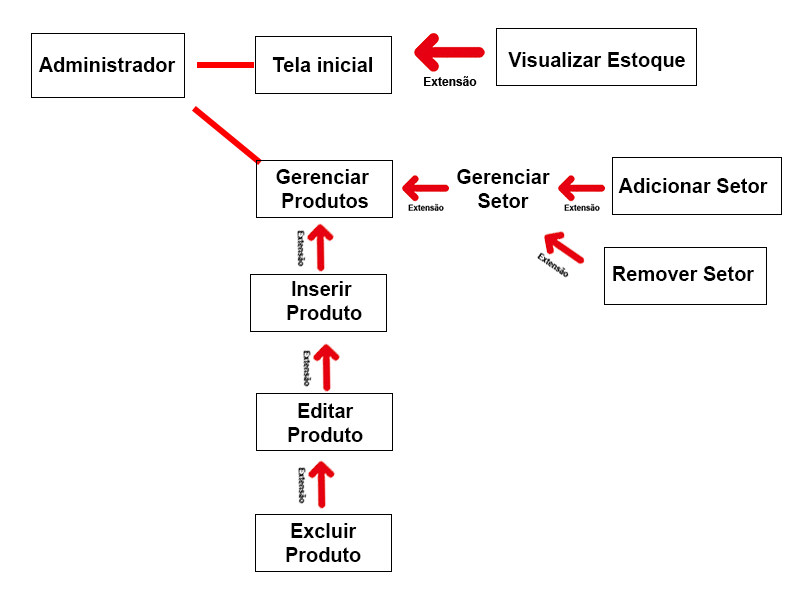 Administrador
Tela inicial
Visualizar Estoque
Extensão
Gerenciar
Produtos
Extensão
Gerenciar
Setor
Extensão
Adicionar Setor
Extensão
Remover Setor
Extensão
Inserir
Produto
Extensão
Editar
Produto
Extensão
Excluir
Produto